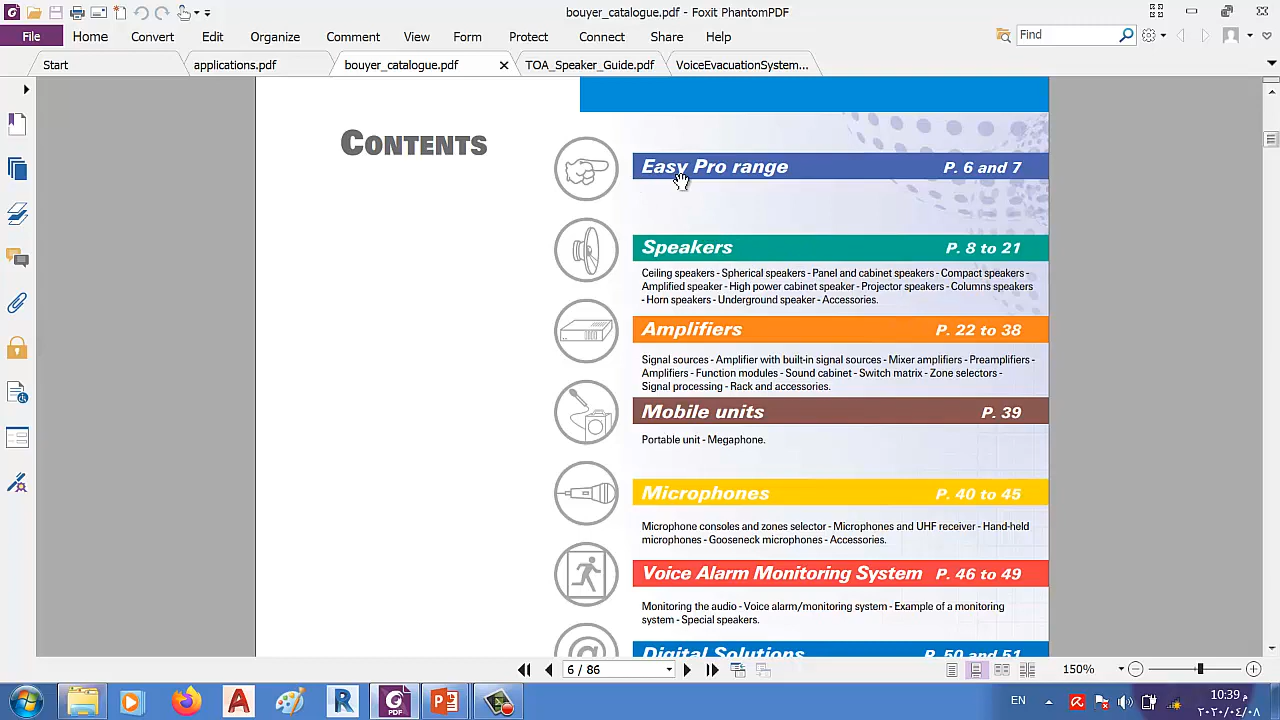 bouyer_catalogue.pdf - Foxit PhantomPDF
File Home Convert Edit Organize Comment View Form Protect Connect Share Help Find
Start applications.pdf bouyer_catalogue.pdf TOA_Speaker_Guide.pdf VoiceEvacuationSystem...
CONTENTS
Easy Pro range P. 6 and 7
Speakers P. 8 to 21
Ceiling speakers - Spherical speakers - Panel and cabinet speakers - Compact speakers -
Amplified speaker - High power cabinet speaker - Projector speakers - Columns speakers
- Horn speakers - Underground speaker - Accessories.
Amplifiers P. 22 to 38
Signal sources - Amplifier with built-in signal sources - Mixer amplifiers - Preamplifiers -
Amplifiers - Function modules - Sound cabinet - Switch matrix - Zone selectors -
Signal processing - Rack and accessories.
Mobile units P. 39
Portable unit - Megaphone.
Microphones P. 40 to 45
Microphone consoles and zones selector - Microphones and UHF receiver - Hand-held
microphones - Gooseneck microphones - Accessories.
Voice Alarm Monitoring System P. 46 to 49
Monitoring the audio - Voice alarm/monitoring system - Example of a monitoring
system - Special speakers.
Digital Solutions P. 50 and 51
6 / 86 150%
EN 10:39 م
٢٠٢٠/٠٤/٠٨